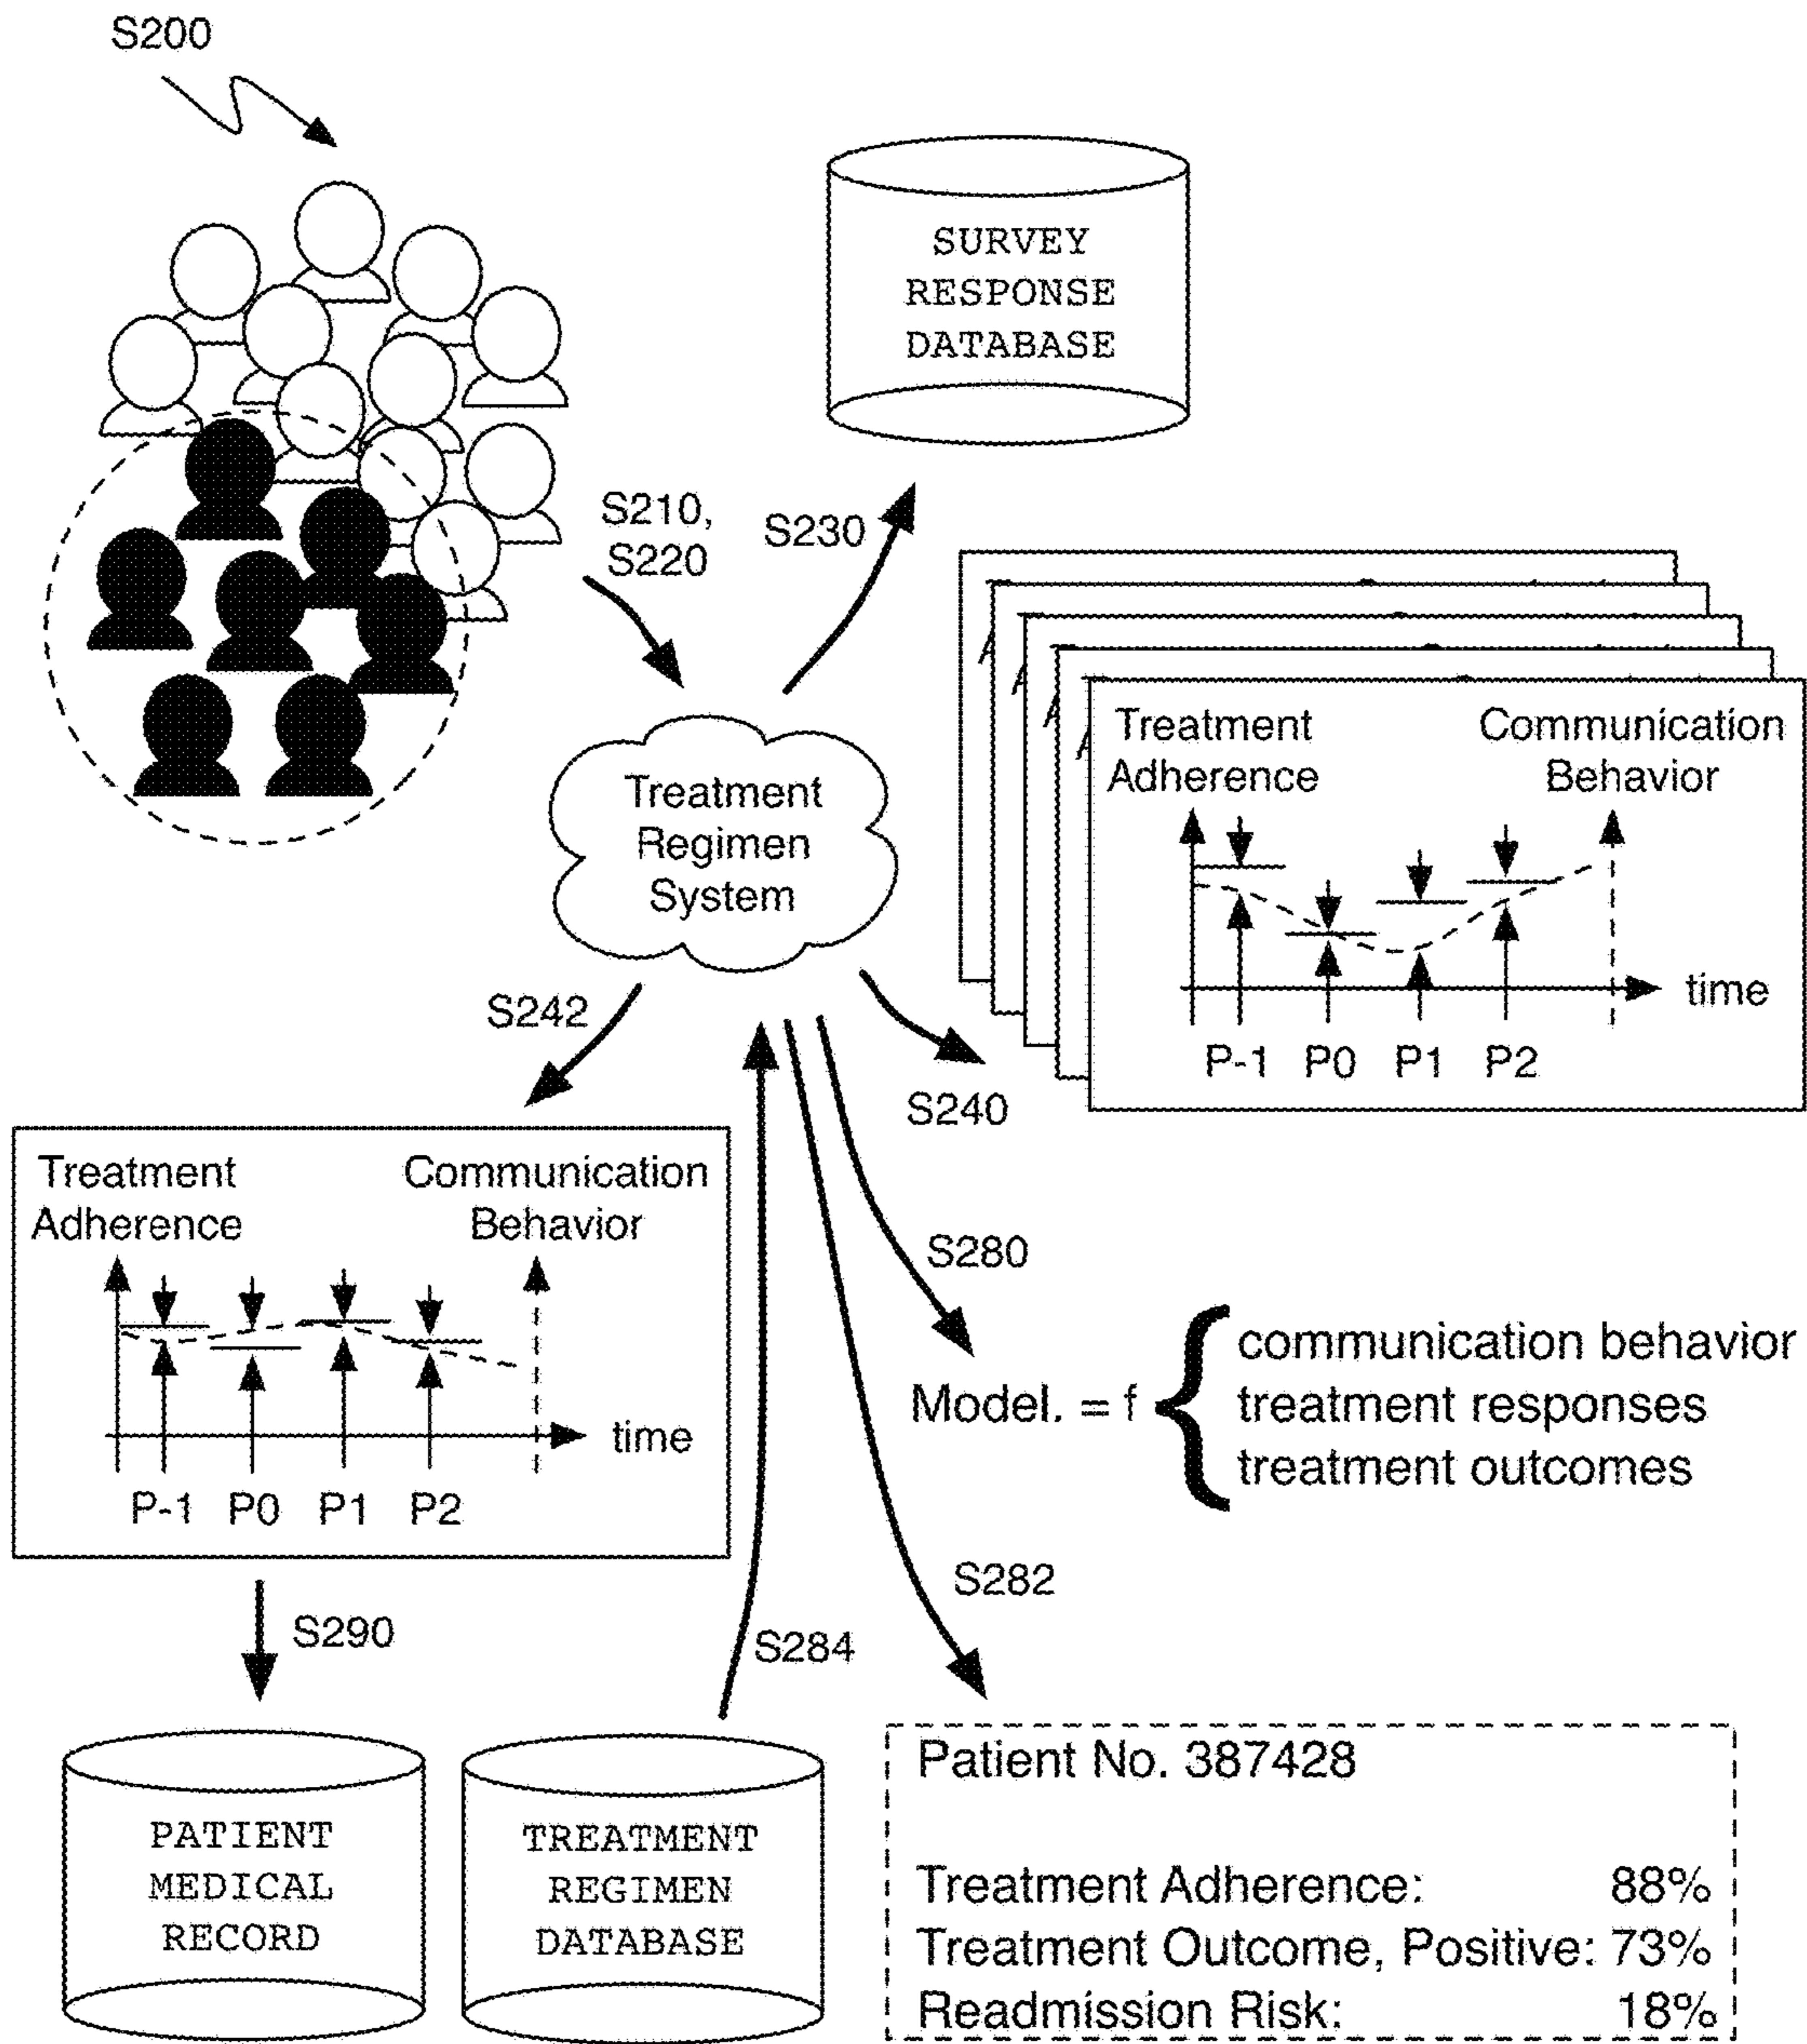 S200
SURVEY
RESPONSE
DATABASE
S210,
S220
S230
Treatment
Adherence
Communication
Behavior
time
P-1 P0 P1 P2
Treatment
Regimen
System
S242
S240
Treatment
Adherence
Communication
Behavior
time
P-1 P0 P1 P2
S280
Model. = f
communication behavior
treatment responses
treatment outcomes
S282
S290
S284
PATIENT
MEDICAL
RECORD
TREATMENT
REGIMEN
DATABASE
Patient No. 387428
Treatment Adherence: 88%
Treatment Outcome, Positive: 73%
Readmission Risk: 18%